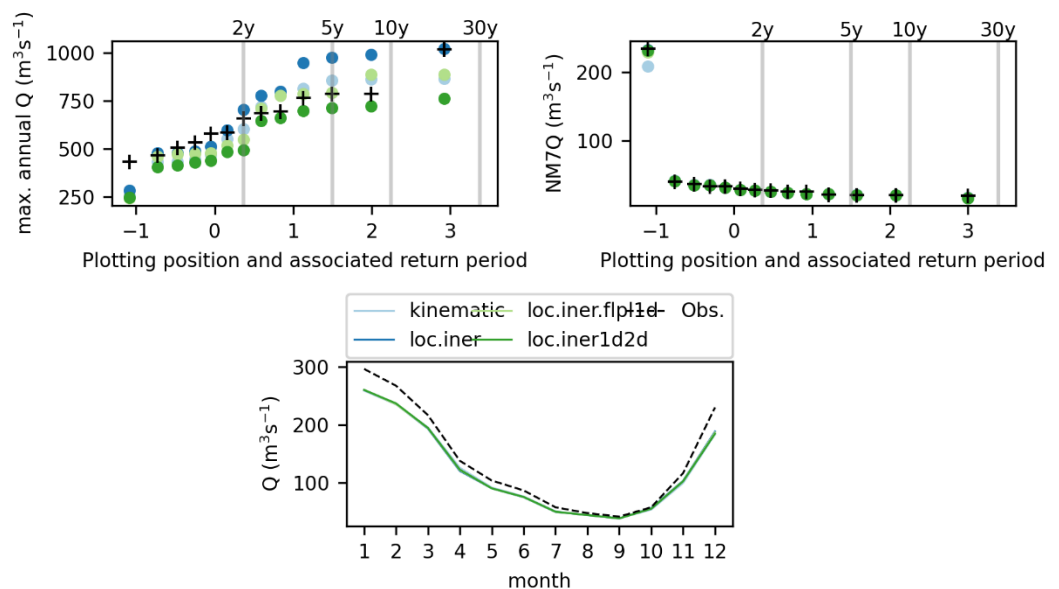 2y 5y 10y 30y
max. annual Q (m³s⁻¹)
1000
750
500
250
−1 0 1 2 3
Plotting position and associated return period
2y 5y 10y 30y
NM7Q (m³s⁻¹)
200
100
−1 0 1 2 3
Plotting position and associated return period
kinematic loc.iner.flp1d Obs.
loc.iner loc.iner1d2d
Q (m³s⁻¹)
300
200
100
1 2 3 4 5 6 7 8 9 10 11 12
month